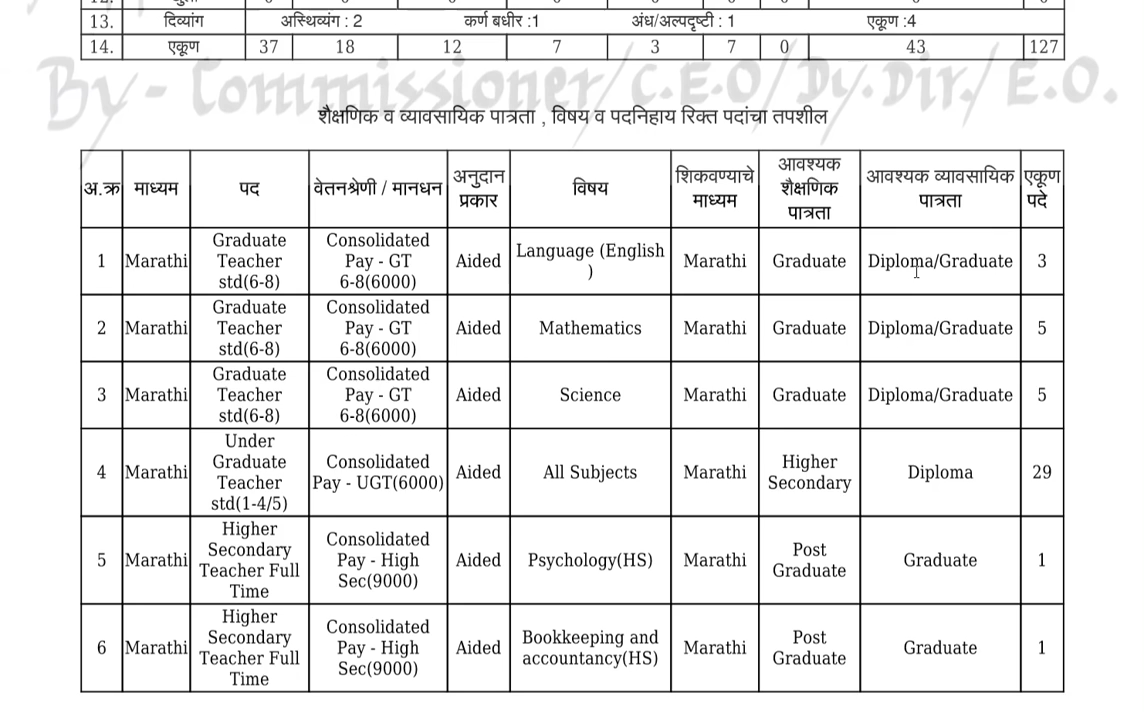 13. दिव्यांग अस्थिव्यंग : 2 कर्ण बधीर :1 अंध/अल्पदृष्टी : 1 एकूण :4
14. एकूण 37 18 12 7 3 7 0 43 127
By- Commissioner/C.E.O/Dy.Dir./E.O.
शैक्षणिक व व्यावसायिक पात्रता , विषय व पदनिहाय रिक्त पदांचा तपशील
अ.क्र माध्यम पद वेतनश्रेणी / मानधन अनुदान प्रकार विषय शिकवण्याचे माध्यम आवश्यक शैक्षणिक पात्रता आवश्यक व्यावसायिक पात्रता एकूण पदे
1 Marathi Graduate Teacher std(6-8) Consolidated Pay - GT 6-8(6000) Aided Language (English ) Marathi Graduate Diploma/Graduate 3
2 Marathi Graduate Teacher std(6-8) Consolidated Pay - GT 6-8(6000) Aided Mathematics Marathi Graduate Diploma/Graduate 5
3 Marathi Graduate Teacher std(6-8) Consolidated Pay - GT 6-8(6000) Aided Science Marathi Graduate Diploma/Graduate 5
4 Marathi Under Graduate Teacher std(1-4/5) Consolidated Pay - UGT(6000) Aided All Subjects Marathi Higher Secondary Diploma 29
5 Marathi Higher Secondary Teacher Full Time Consolidated Pay - High Sec(9000) Aided Psychology(HS) Marathi Post Graduate Graduate 1
6 Marathi Higher Secondary Teacher Full Time Consolidated Pay - High Sec(9000) Aided Bookkeeping and accountancy(HS) Marathi Post Graduate Graduate 1